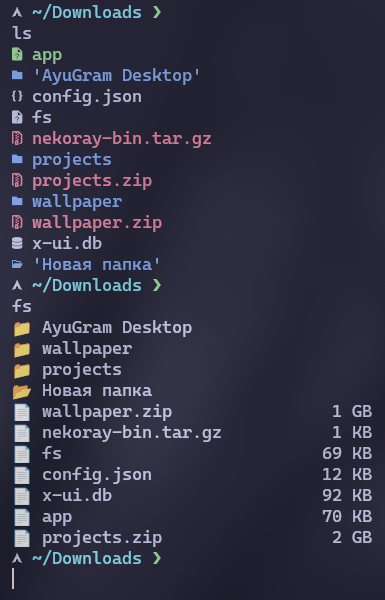 ~/Downloads ❯
ls
app
'AyuGram Desktop'
config.json
fs
nekoray-bin.tar.gz
projects
projects.zip
wallpaper
wallpaper.zip
x-ui.db
'Новая папка'
~/Downloads ❯
fs
AyuGram Desktop
wallpaper
projects
Новая папка
wallpaper.zip 1 GB
nekoray-bin.tar.gz 1 KB
fs 69 KB
config.json 12 KB
x-ui.db 92 KB
app 70 KB
projects.zip 2 GB
~/Downloads ❯